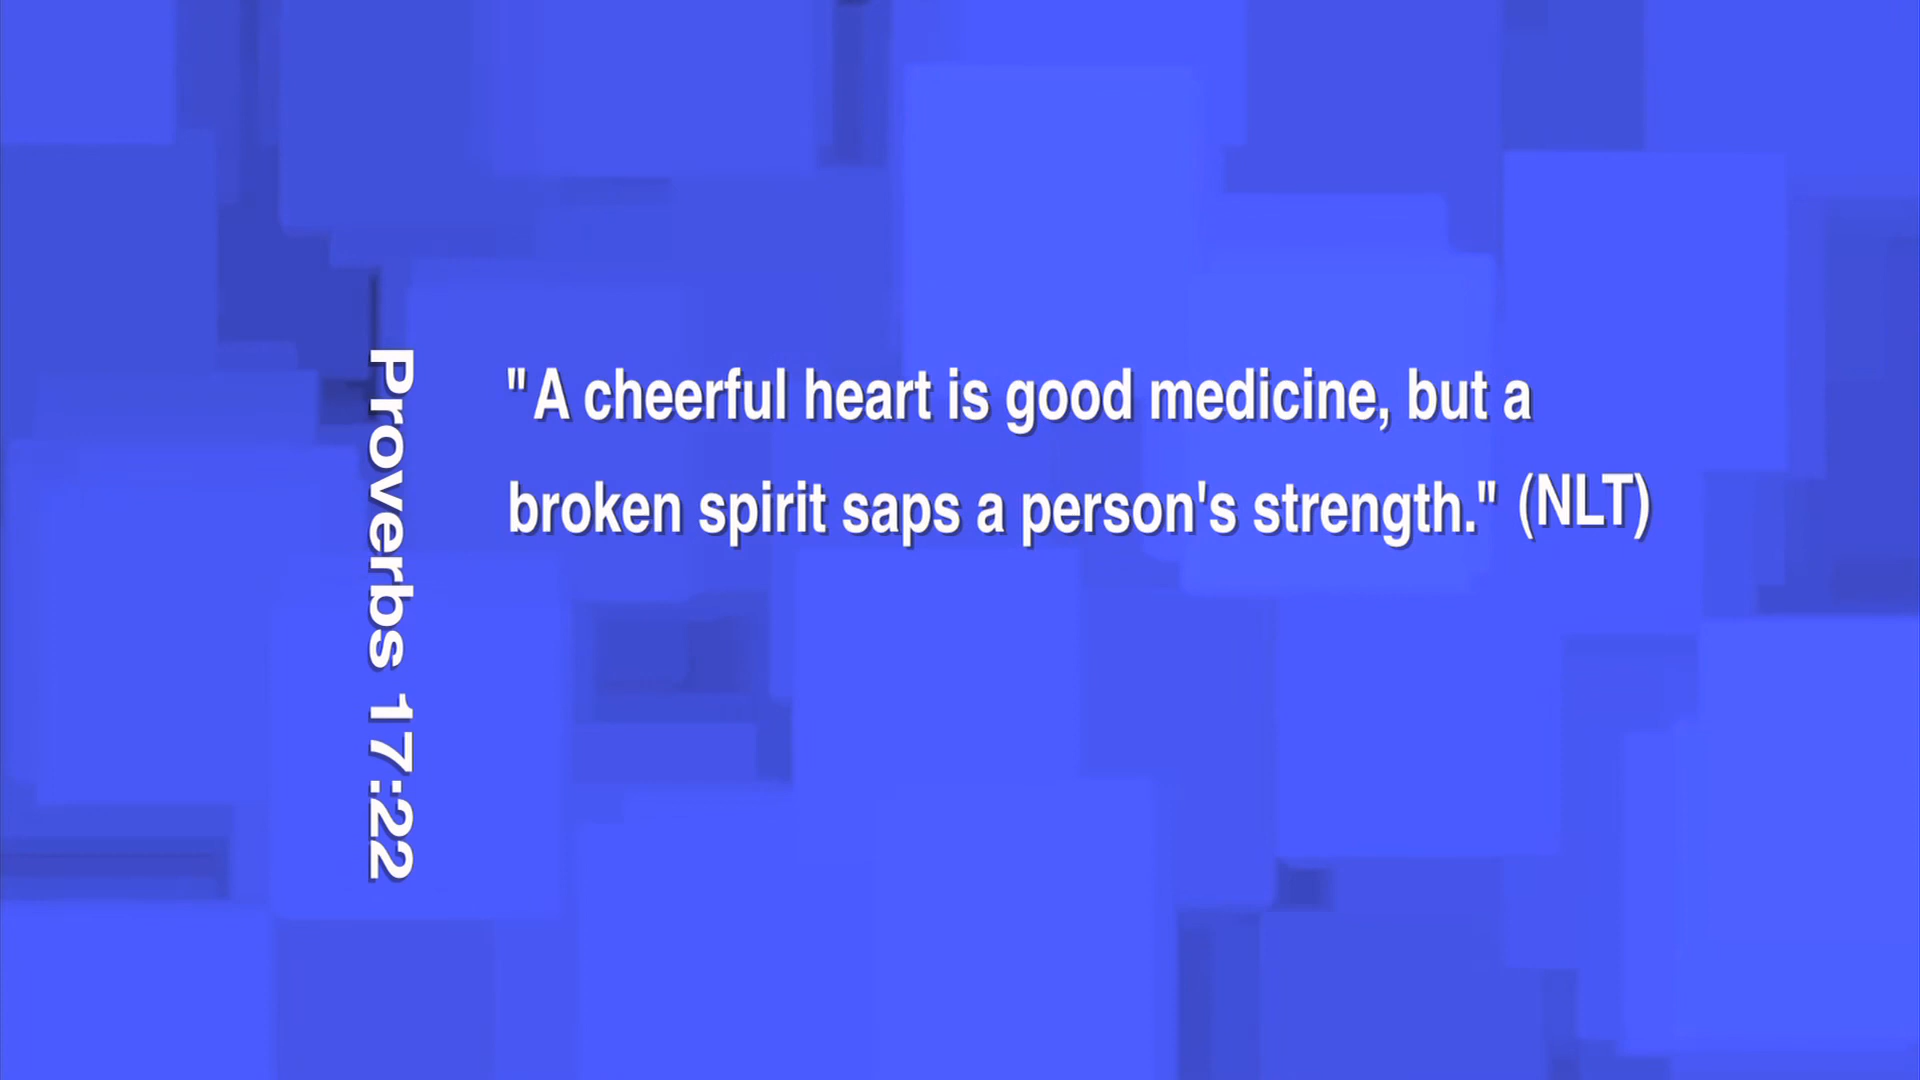 Proverbs 17:22
"A cheerful heart is good medicine, but a
broken spirit saps a person's strength." (NLT)